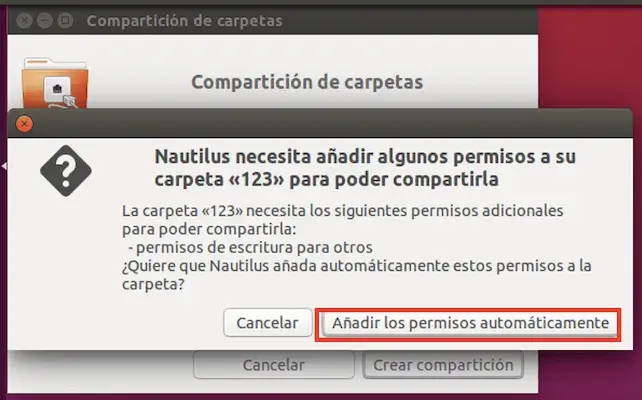 Compartición de carpetas
Compartición de carpetas
Nautilus necesita añadir algunos permisos a su
carpeta «123» para poder compartirla
La carpeta «123» necesita los siguientes permisos adicionales
para poder compartirla:
- permisos de escritura para otros
¿Quiere que Nautilus añada automáticamente estos permisos a la
carpeta?
Cancelar Añadir los permisos automáticamente
Cancelar Crear compartición